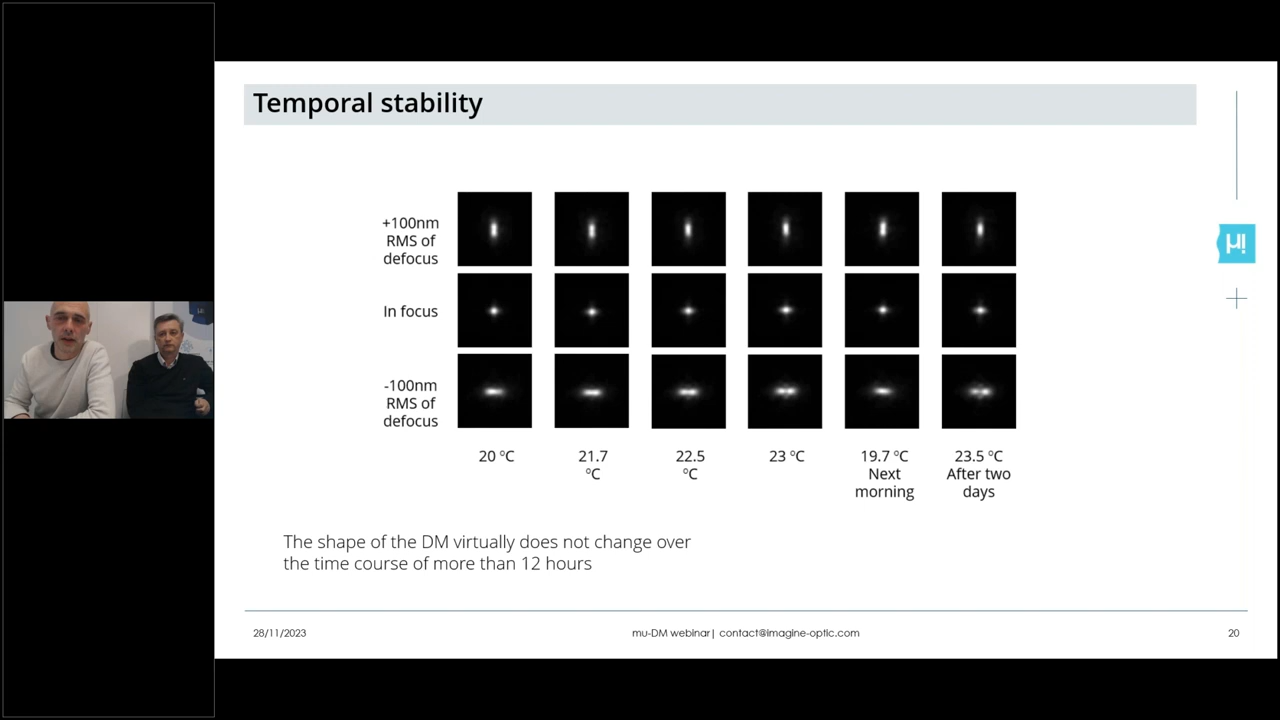 Temporal stability
+100nm
RMS of
defocus
In focus
-100nm
RMS of
defocus
20 ºC
21.7
ºC
22.5
ºC
23 ºC
19.7 ºC
Next
morning
23.5 ºC
After two
days
The shape of the DM virtually does not change over
the time course of more than 12 hours
28/11/2023
mu-DM webinar| contact@imagine-optic.com
20